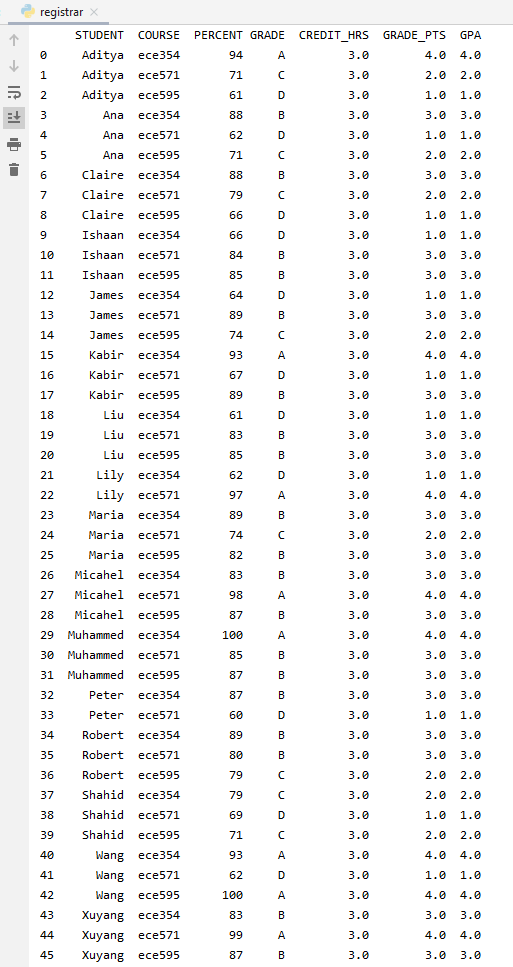 registrar
STUDENT COURSE PERCENT GRADE CREDIT_HRS GRADE_PTS GPA
0 Aditya ece354 94 A 3.0 4.0 4.0
1 Aditya ece571 71 C 3.0 2.0 2.0
2 Aditya ece595 61 D 3.0 1.0 1.0
3 Ana ece354 88 B 3.0 3.0 3.0
4 Ana ece571 62 D 3.0 1.0 1.0
5 Ana ece595 71 C 3.0 2.0 2.0
6 Claire ece354 88 B 3.0 3.0 3.0
7 Claire ece571 79 C 3.0 2.0 2.0
8 Claire ece595 66 D 3.0 1.0 1.0
9 Ishaan ece354 66 D 3.0 1.0 1.0
10 Ishaan ece571 84 B 3.0 3.0 3.0
11 Ishaan ece595 85 B 3.0 3.0 3.0
12 James ece354 64 D 3.0 1.0 1.0
13 James ece571 89 B 3.0 3.0 3.0
14 James ece595 74 C 3.0 2.0 2.0
15 Kabir ece354 93 A 3.0 4.0 4.0
16 Kabir ece571 67 D 3.0 1.0 1.0
17 Kabir ece595 89 B 3.0 3.0 3.0
18 Liu ece354 61 D 3.0 1.0 1.0
19 Liu ece571 83 B 3.0 3.0 3.0
20 Liu ece595 85 B 3.0 3.0 3.0
21 Lily ece354 62 D 3.0 1.0 1.0
22 Lily ece571 97 A 3.0 4.0 4.0
23 Maria ece354 89 B 3.0 3.0 3.0
24 Maria ece571 74 C 3.0 2.0 2.0
25 Maria ece595 82 B 3.0 3.0 3.0
26 Micahel ece354 83 B 3.0 3.0 3.0
27 Micahel ece571 98 A 3.0 4.0 4.0
28 Micahel ece595 87 B 3.0 3.0 3.0
29 Muhammed ece354 100 A 3.0 4.0 4.0
30 Muhammed ece571 85 B 3.0 3.0 3.0
31 Muhammed ece595 87 B 3.0 3.0 3.0
32 Peter ece354 87 B 3.0 3.0 3.0
33 Peter ece571 60 D 3.0 1.0 1.0
34 Robert ece354 89 B 3.0 3.0 3.0
35 Robert ece571 80 B 3.0 3.0 3.0
36 Robert ece595 79 C 3.0 2.0 2.0
37 Shahid ece354 79 C 3.0 2.0 2.0
38 Shahid ece571 69 D 3.0 1.0 1.0
39 Shahid ece595 71 C 3.0 2.0 2.0
40 Wang ece354 93 A 3.0 4.0 4.0
41 Wang ece571 62 D 3.0 1.0 1.0
42 Wang ece595 100 A 3.0 4.0 4.0
43 Xuyang ece354 83 B 3.0 3.0 3.0
44 Xuyang ece571 99 A 3.0 4.0 4.0
45 Xuyang ece595 87 B 3.0 3.0 3.0